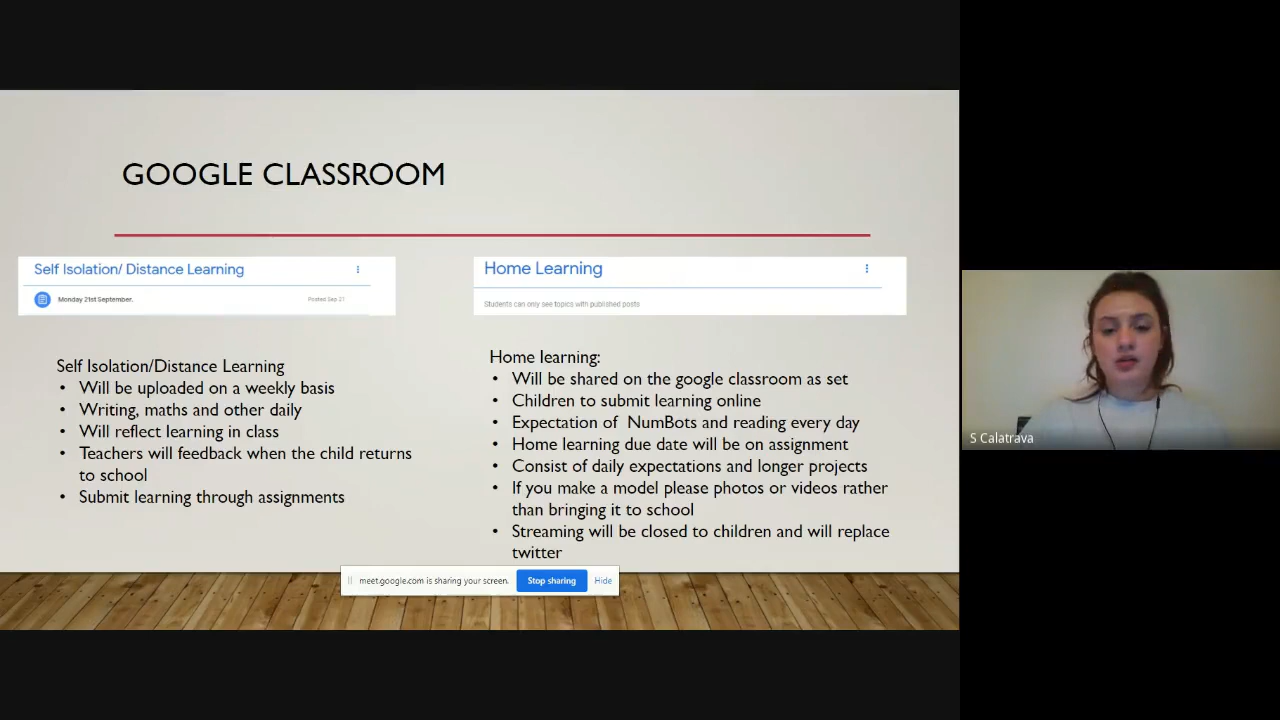 GOOGLE CLASSROOM
Self Isolation/ Distance Learning
Monday 21st September.
Posted Sep 21
Home Learning
Students can only see topics with published posts
Self Isolation/Distance Learning
• Will be uploaded on a weekly basis
• Writing, maths and other daily
• Will reflect learning in class
• Teachers will feedback when the child returns
to school
• Submit learning through assignments
Home learning:
• Will be shared on the google classroom as set
• Children to submit learning online
• Expectation of NumBots and reading every day
• Home learning due date will be on assignment
• Consist of daily expectations and longer projects
• If you make a model please photos or videos rather
than bringing it to school
• Streaming will be closed to children and will replace
twitter
meet.google.com is sharing your screen.
Stop sharing
Hide
S Calatrava